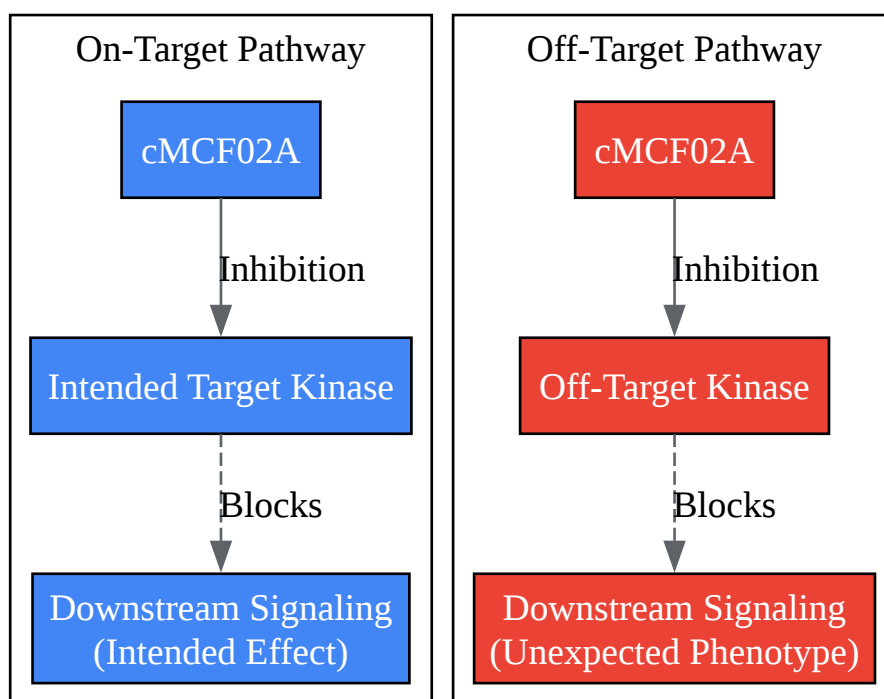 On-Target Pathway
cMCF02A
Inhibition
Intended Target Kinase
Blocks
Downstream Signaling
(Intended Effect)
Off-Target Pathway
cMCF02A
Inhibition
Off-Target Kinase
Blocks
Downstream Signaling
(Unexpected Phenotype)